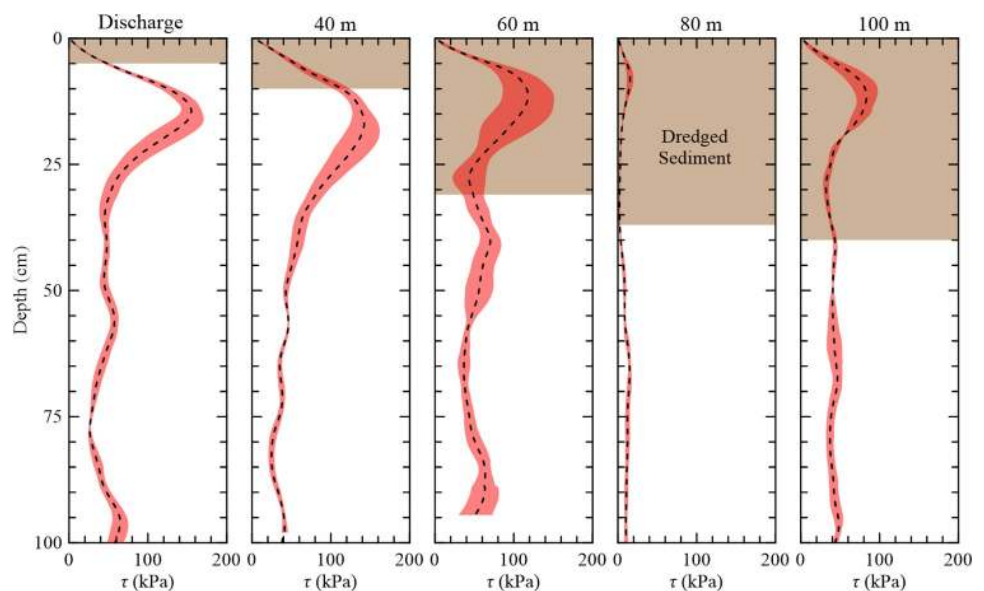 Discharge
40 m
60 m
80 m
100 m
0
25
50
75
100
Depth (cm)
Dredged
Sediment
0 100 200
0 100 200
0 100 200
0 100 200
0 100 200
τ (kPa)
τ (kPa)
τ (kPa)
τ (kPa)
τ (kPa)